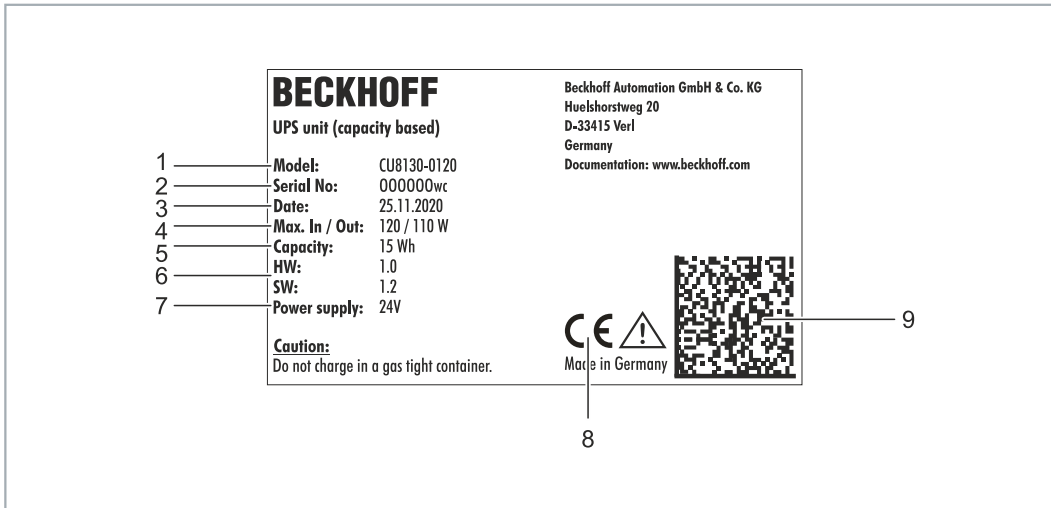 BECKHOFF
UPS unit (capacity based)
Beckhoff Automation GmbH & Co. KG
Huelshorstweg 20
D-33415 Verl
Germany
Documentation: www.beckhoff.com
1 Model: CU8130-0120
2 Serial No: 000000wc
3 Date: 25.11.2020
4 Max. In / Out: 120 / 110 W
5 Capacity: 15 Wh
6 HW: 1.0
SW: 1.2
7 Power supply: 24V
Caution:
Do not charge in a gas tight container.
CE
Made in Germany
8
9